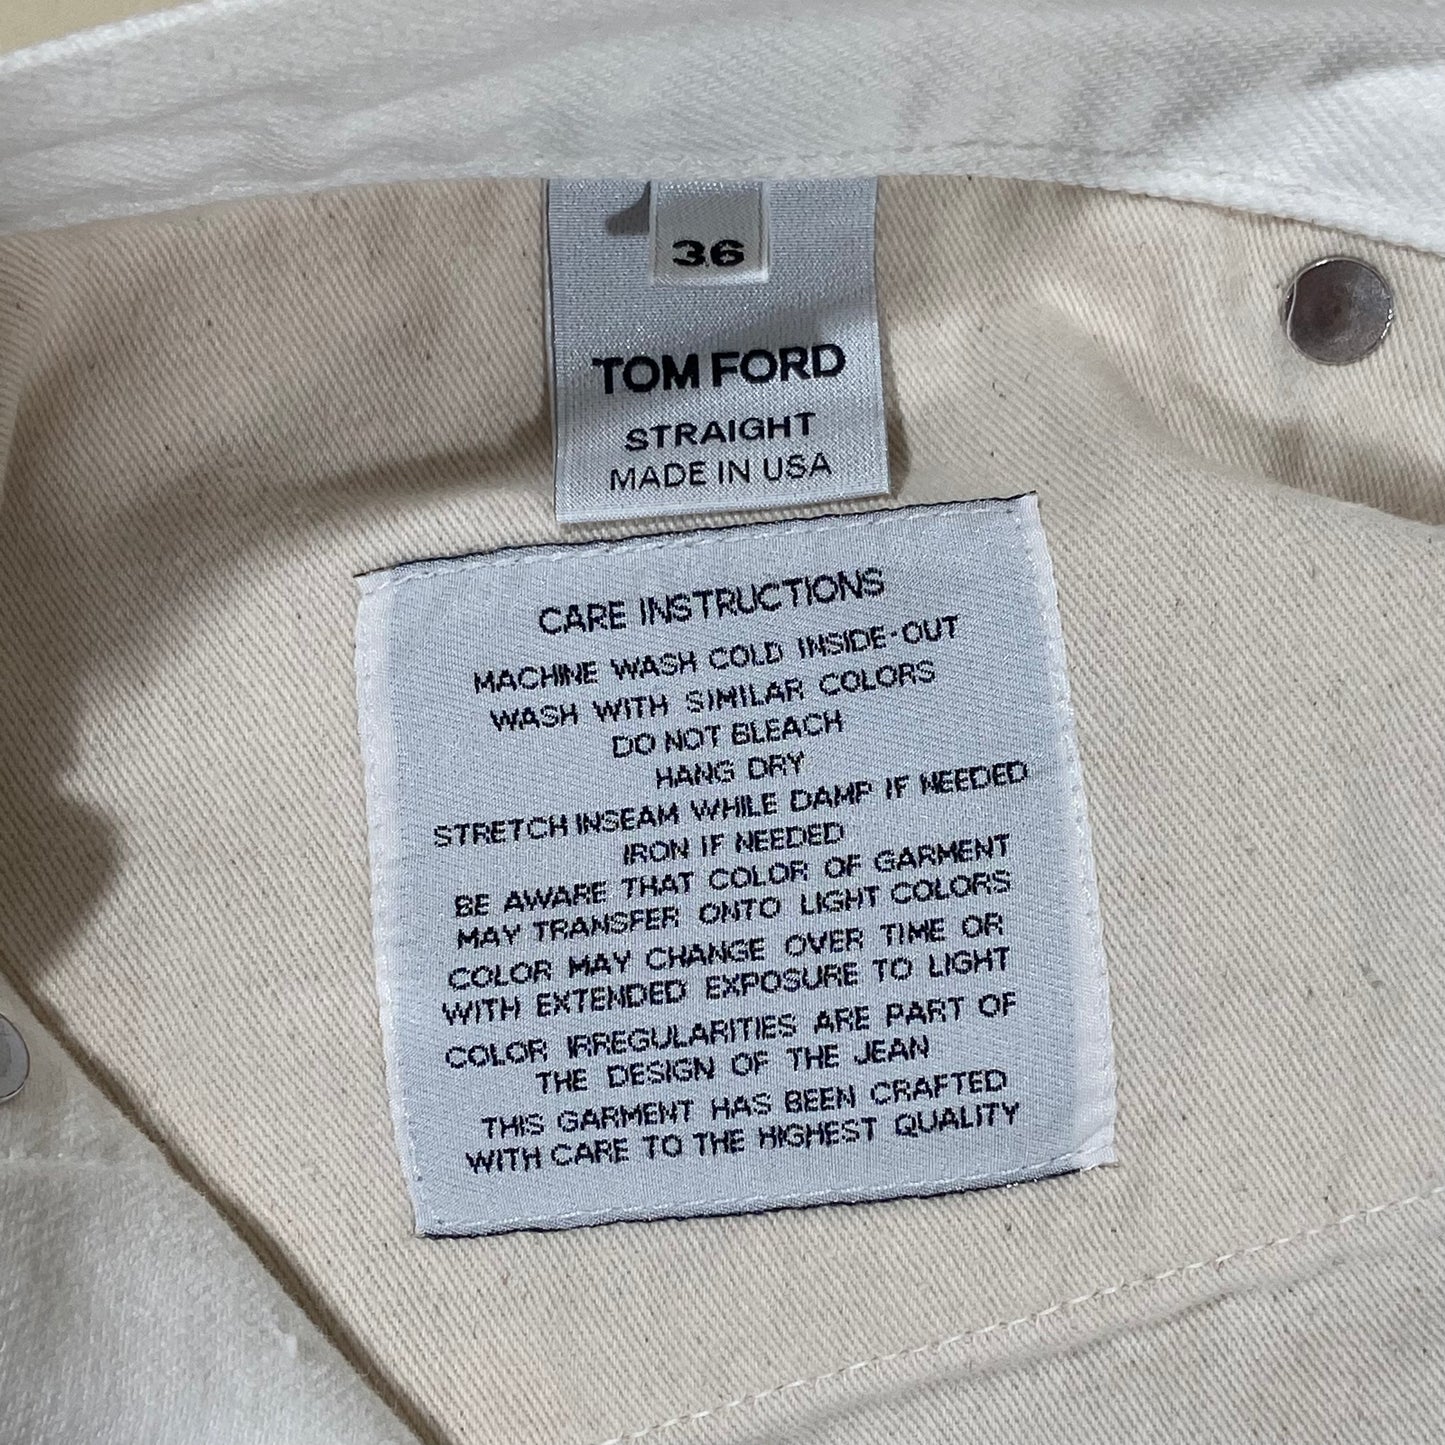 36
TOM FORD
STRAIGHT
MADE IN USA
CARE INSTRUCTIONS
MACHINE WASH COLD INSIDE-OUT
WASH WITH SIMILAR COLORS
DO NOT BLEACH
HANG DRY
STRETCH INSEAM WHILE DAMP IF NEEDED
IRON IF NEEDED
BE AWARE THAT COLOR OF GARMENT
MAY TRANSFER ONTO LIGHT COLORS
COLOR MAY CHANGE OVER TIME OR
WITH EXTENDED EXPOSURE TO LIGHT
COLOR IRREGULARITIES ARE PART OF
THE DESIGN OF THE JEAN
THIS GARMENT HAS BEEN CRAFTED
WITH CARE TO THE HIGHEST QUALITY